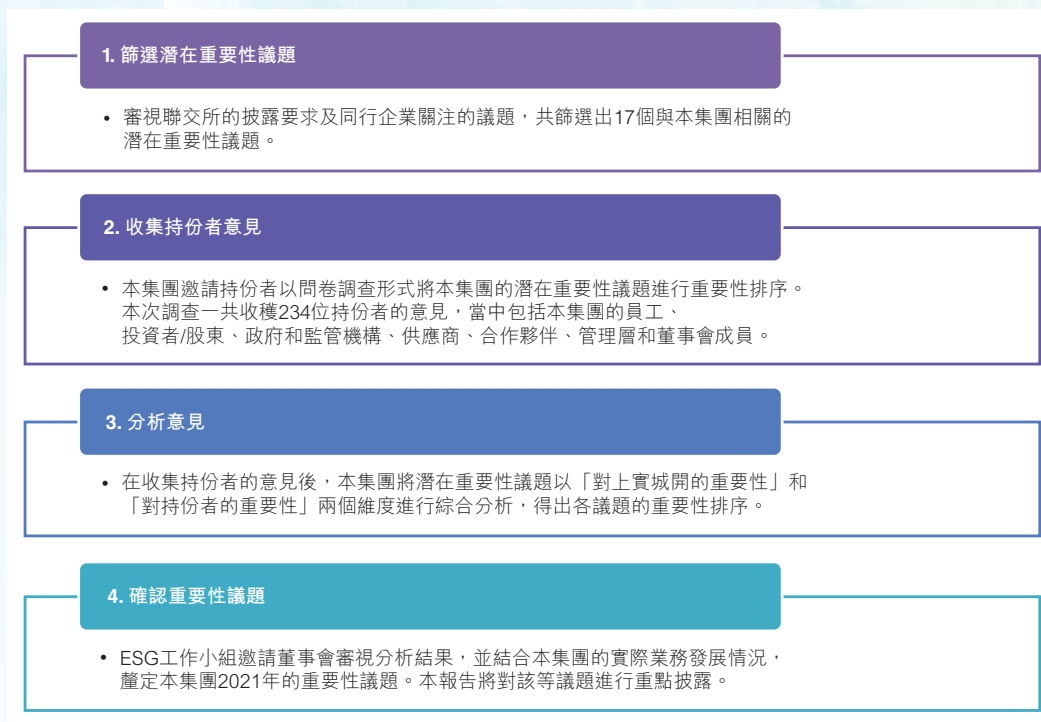 1. 篩選潛在重要性議題
• 審視聯交所的披露要求及同行企業關注的議題，共篩選出17個與本集團相關的
潛在重要性議題。
2. 收集持份者意見
• 本集團邀請持份者以問卷調查形式將本集團的潛在重要性議題進行重要性排序。
本次調查一共收穫234位持份者的意見，當中包括本集團的員工、
投資者/股東、政府和監管機構、供應商、合作夥伴、管理層和董事會成員。
3. 分析意見
• 在收集持份者的意見後，本集團將潛在重要性議題以「對上實城開的重要性」和
「對持份者的重要性」兩個維度進行綜合分析，得出各議題的重要性排序。
4. 確認重要性議題
• ESG工作小組邀請董事會審視分析結果，並結合本集團的實際業務發展情況，
釐定本集團2021年的重要性議題。本報告將對該等議題進行重點披露。